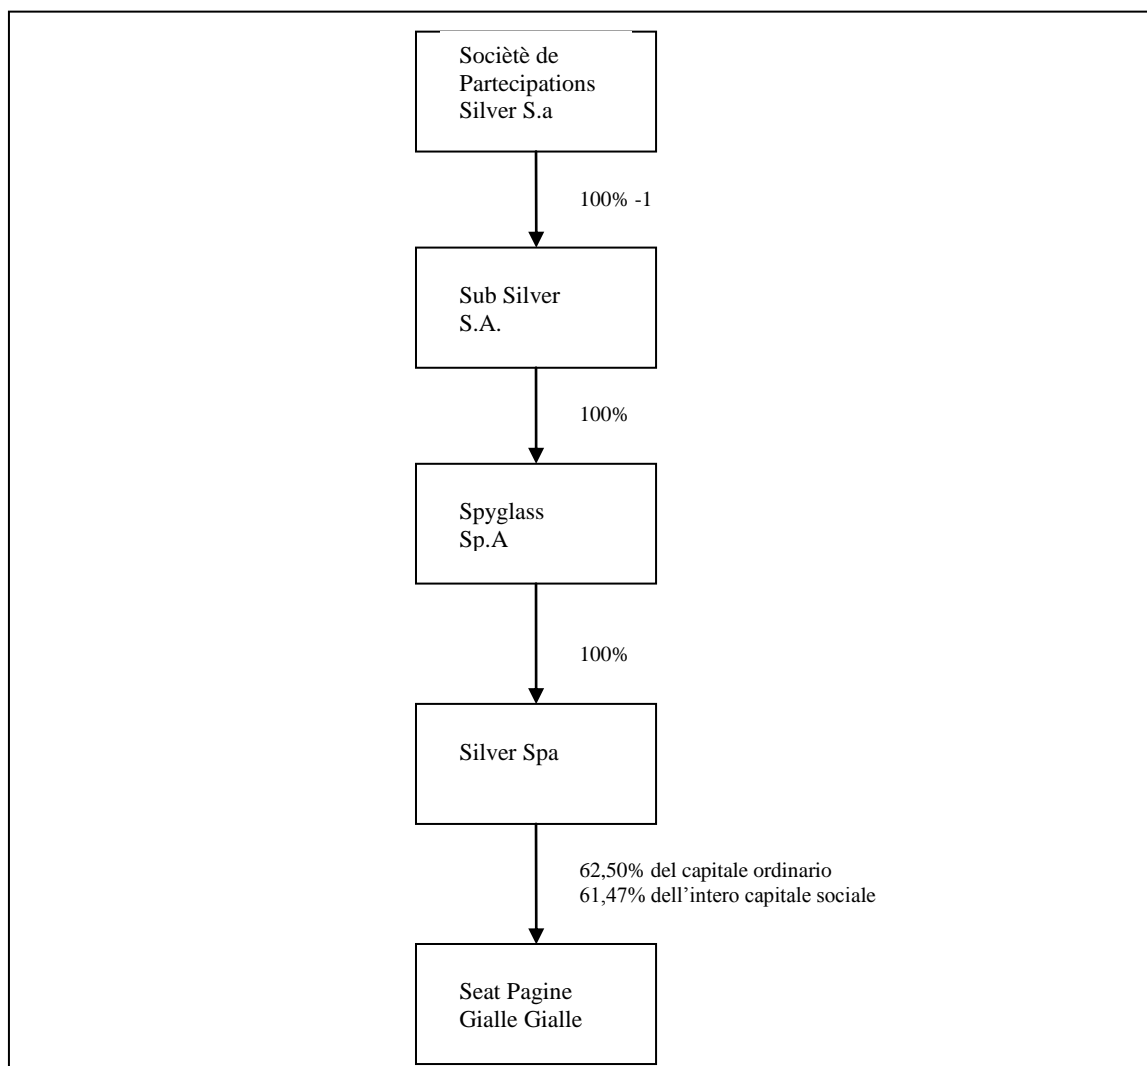 Socìètè de
Partecipations
Silver S.a
100% -1
Sub Silver
S.A.
100%
Spyglass
Sp.A
100%
Silver Spa
62,50% del capitale ordinario
61,47% dell’intero capitale sociale
Seat Pagine
Gialle Gialle